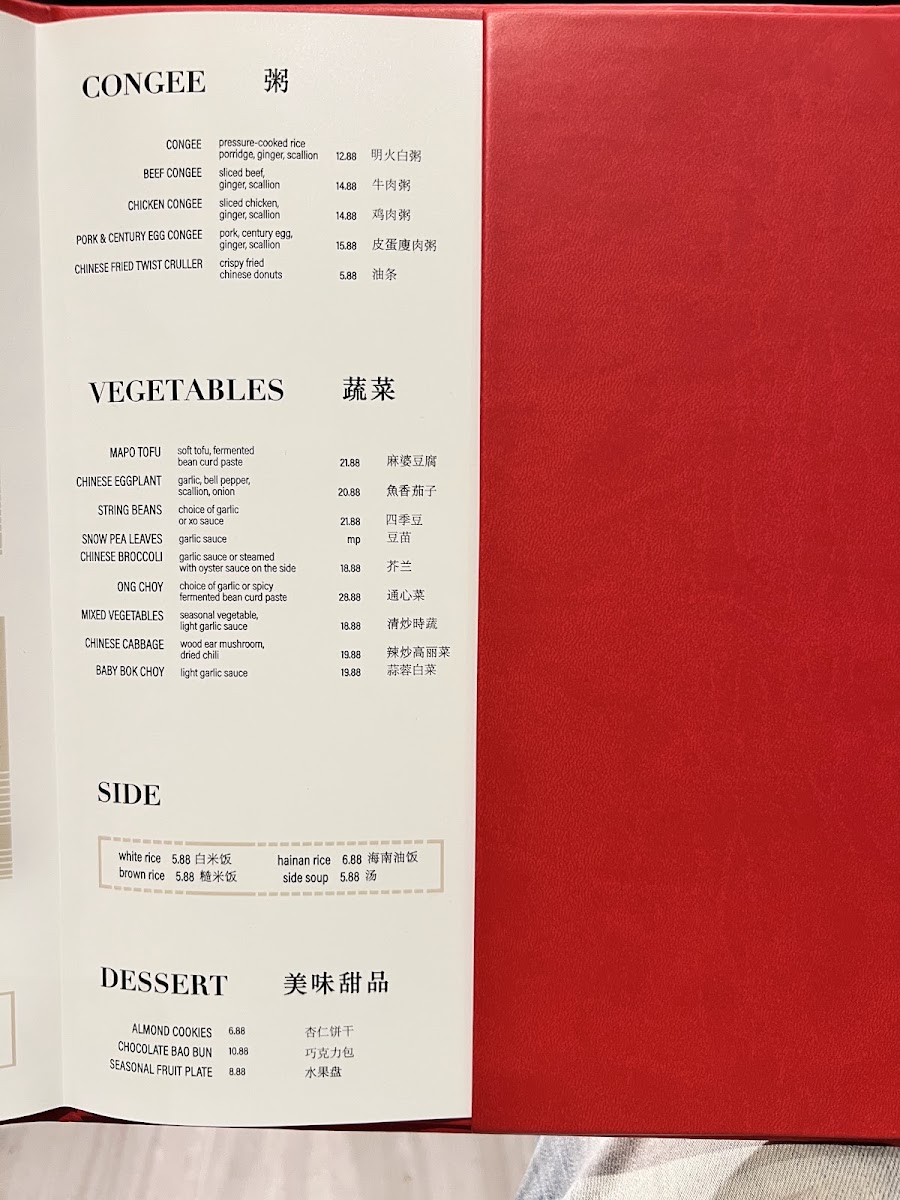 CONGEE 粥
CONGEE pressure-cooked rice
porridge, ginger, scallion 12.88 明火白粥
BEEF CONGEE sliced beef,
ginger, scallion 14.88 牛肉粥
CHICKEN CONGEE sliced chicken,
ginger, scallion 14.88 鸡肉粥
PORK & CENTURY EGG CONGEE pork, century egg,
ginger, scallion 15.88 皮蛋廋肉粥
CHINESE FRIED TWIST CRULLER crispy fried
chinese donuts 5.88 油条
VEGETABLES 蔬菜
MAPO TOFU soft tofu, fermented
bean curd paste 21.88 麻婆豆腐
CHINESE EGGPLANT garlic, bell pepper,
scallion, onion 20.88 魚香茄子
STRING BEANS choice of garlic
or xo sauce 21.88 四季豆
SNOW PEA LEAVES garlic sauce mp 豆苗
CHINESE BROCCOLI garlic sauce or steamed
with oyster sauce on the side 18.88 芥兰
ONG CHOY choice of garlic or spicy
fermented bean curd paste 28.88 通心菜
MIXED VEGETABLES seasonal vegetable,
light garlic sauce 18.88 清炒時蔬
CHINESE CABBAGE wood ear mushroom,
dried chili 19.88 辣炒高丽菜
BABY BOK CHOY light garlic sauce 19.88 蒜蓉白菜
SIDE
white rice 5.88 白米饭 hainan rice 6.88 海南油饭
brown rice 5.88 糙米饭 side soup 5.88 汤
DESSERT 美味甜品
ALMOND COOKIES 6.88 杏仁饼干
CHOCOLATE BAO BUN 10.88 巧克力包
SEASONAL FRUIT PLATE 8.88 水果盘